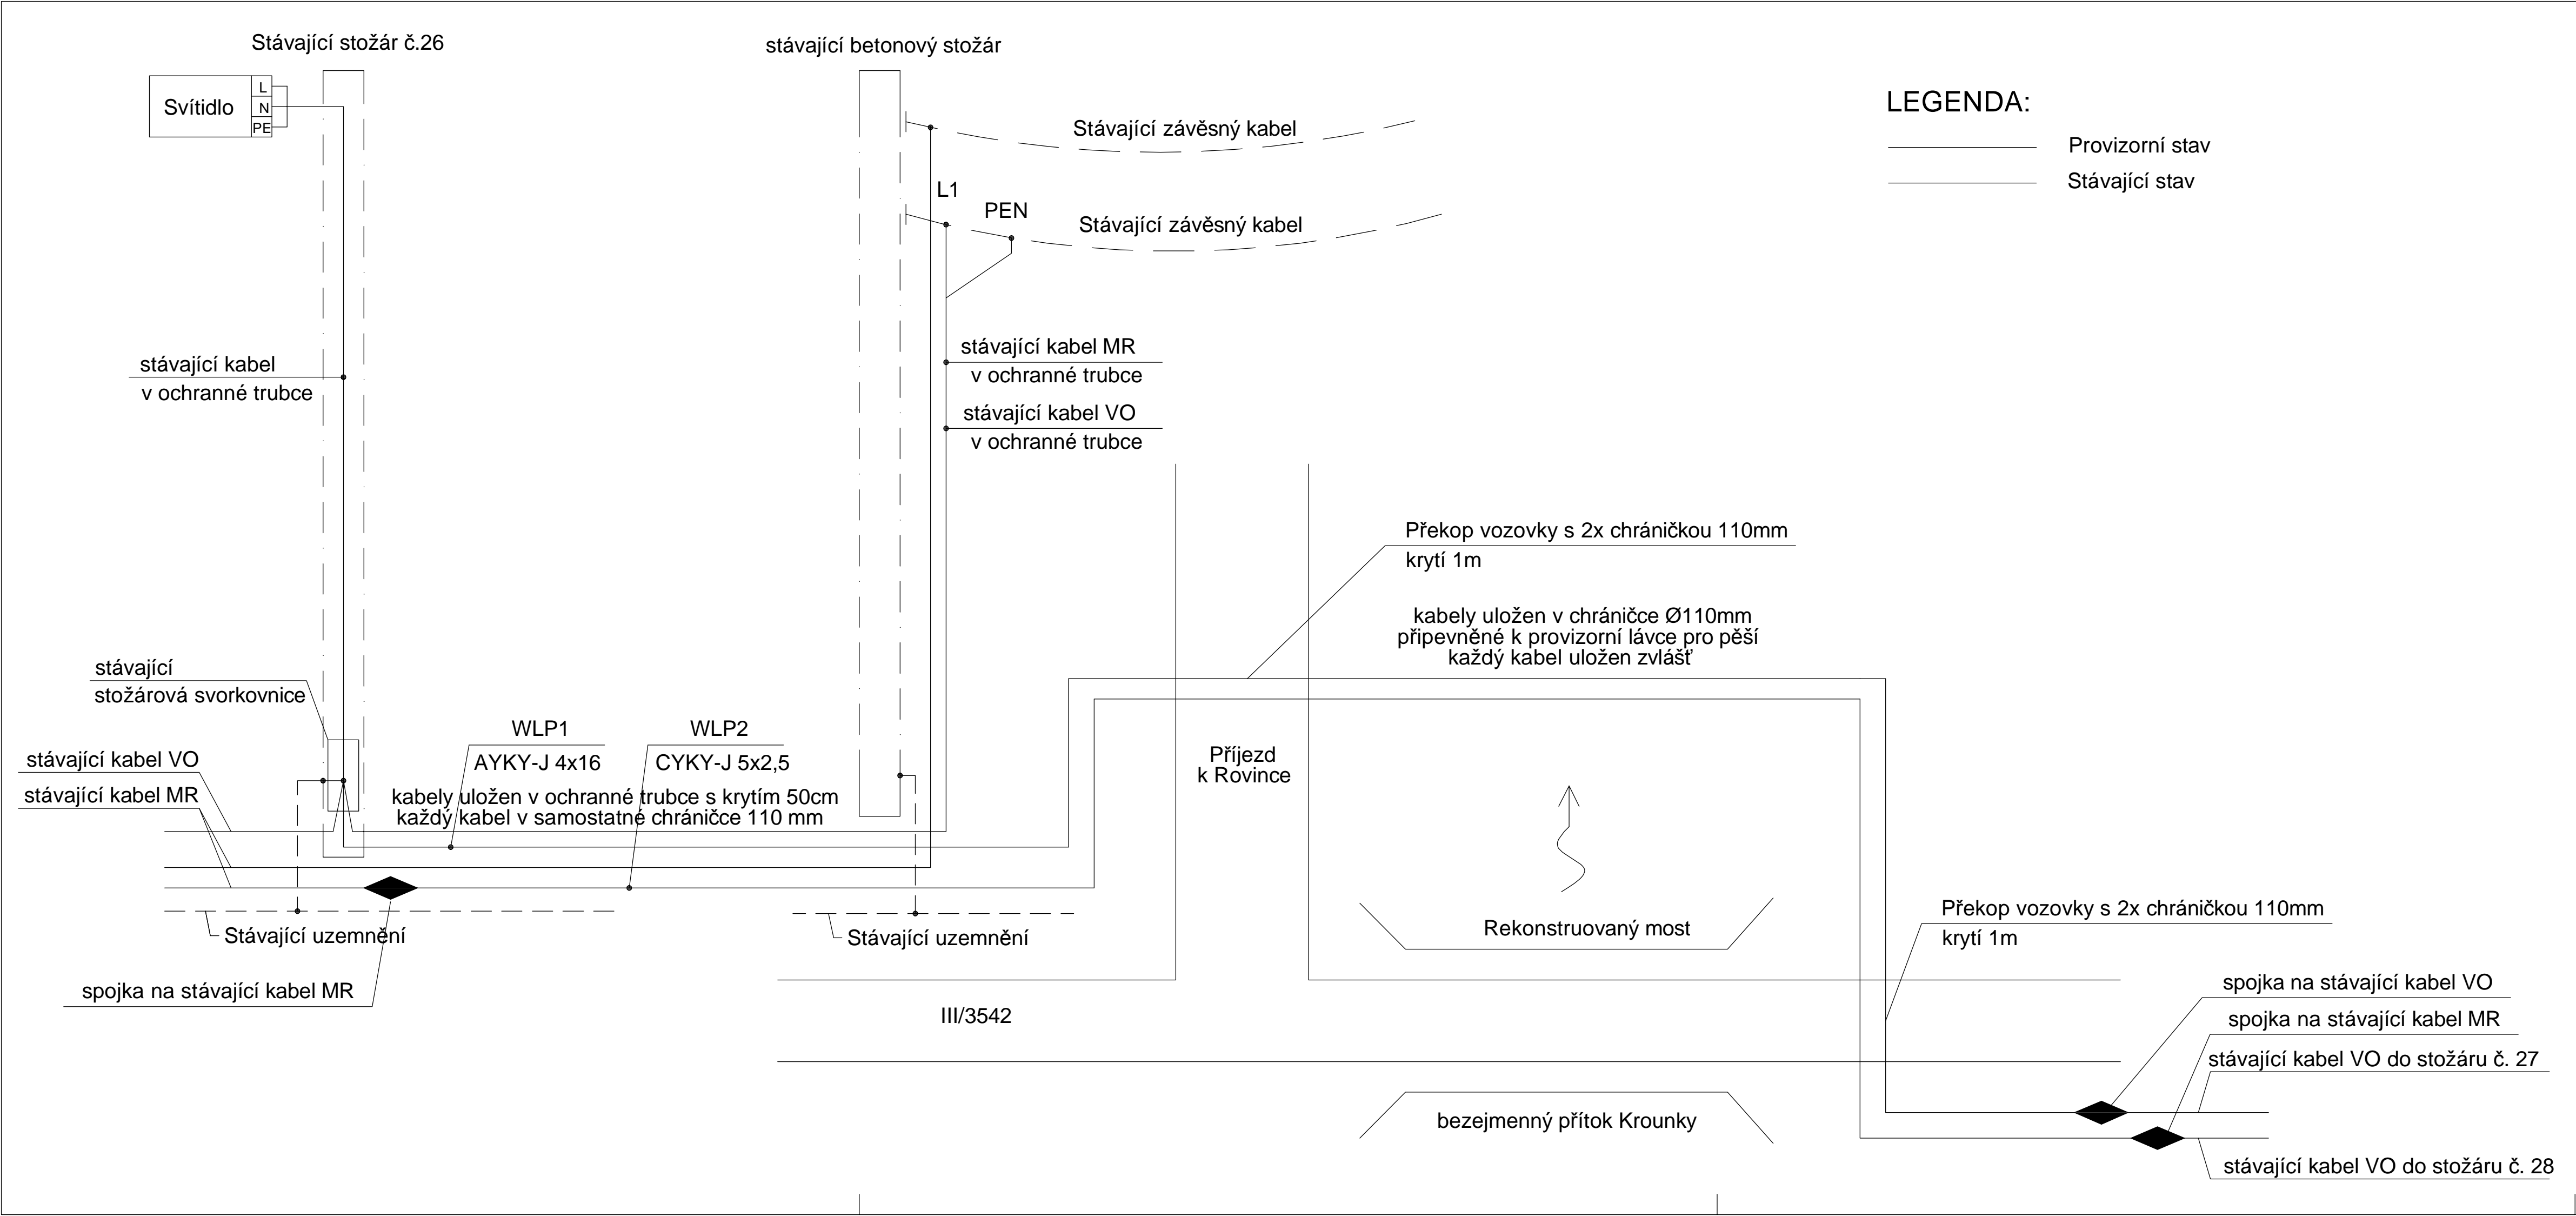 Stávající stožár č.26
stávající betonový stožár
Svítidlo
L
N
PE
LEGENDA:
Provizorní stav
Stávající stav
Stávající závěsný kabel
L1
PEN
Stávající závěsný kabel
stávající kabel
v ochranné trubce
stávající kabel MR
v ochranné trubce
stávající kabel VO
v ochranné trubce
Překop vozovky s 2x chráničkou 110mm
krytí 1m
kabely uložen v chráničce Ø110mm
připevněné k provizorní lávce pro pěší
každý kabel uložen zvlášť
stávající
stožárová svorkovnice
WLP1
AYKY-J 4x16
WLP2
CYKY-J 5x2,5
stávající kabel VO
stávající kabel MR
kabely uložen v ochranné trubce s krytím 50cm
každý kabel v samostatné chráničce 110 mm
Příjezd
k Rovince
Stávající uzemnění
Stávající uzemnění
Rekonstruovaný most
Překop vozovky s 2x chráničkou 110mm
krytí 1m
spojka na stávající kabel MR
III/3542
spojka na stávající kabel VO
spojka na stávající kabel MR
stávající kabel VO do stožáru č. 27
bezejmenný přítok Krounky
stávající kabel VO do stožáru č. 28